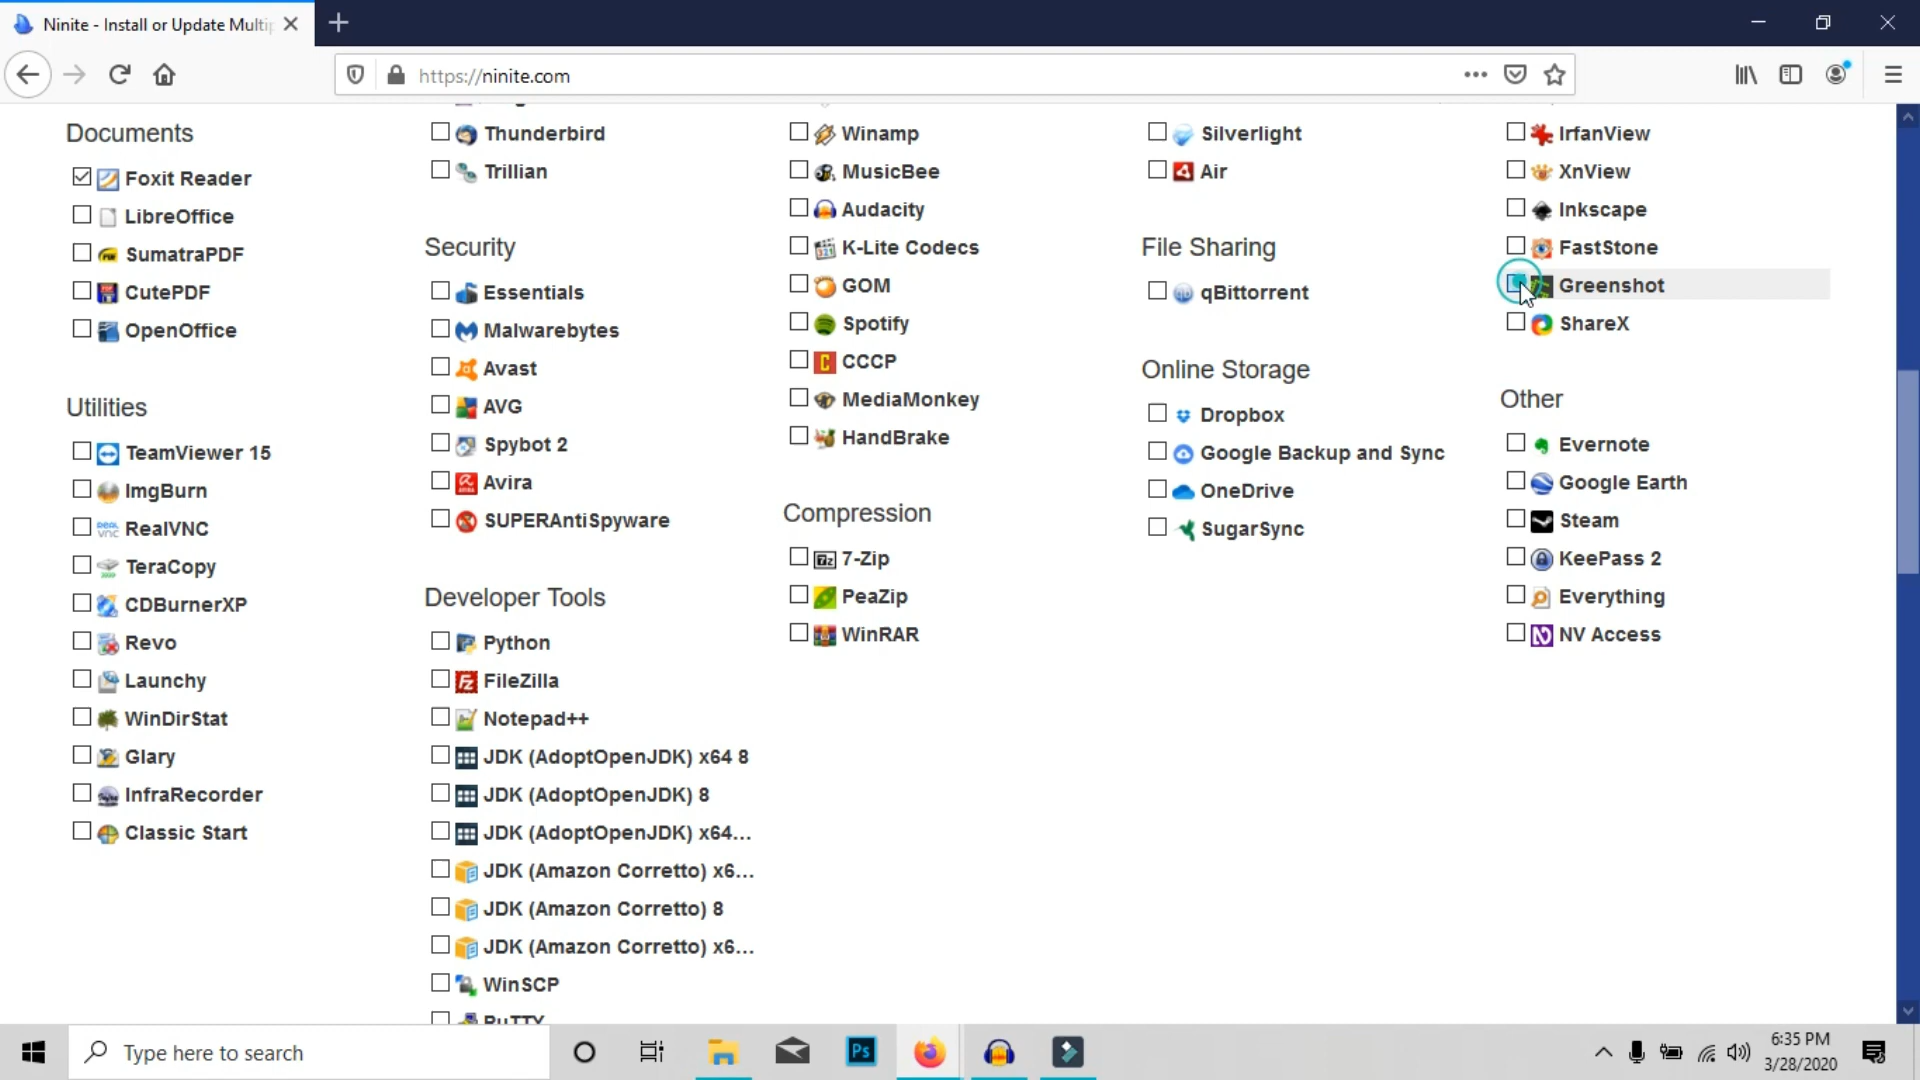 Ninite - Install or Update Multip
https://ninite.com
Documents
Foxit Reader
LibreOffice
SumatraPDF
CutePDF
OpenOffice
Utilities
TeamViewer 15
ImgBurn
RealVNC
TeraCopy
CDBurnerXP
Revo
Launchy
WinDirStat
Glary
InfraRecorder
Classic Start
Thunderbird
Trillian
Security
Essentials
Malwarebytes
Avast
AVG
Spybot 2
Avira
SUPERAntiSpyware
Developer Tools
Python
FileZilla
Notepad++
JDK (AdoptOpenJDK) x64 8
JDK (AdoptOpenJDK) 8
JDK (AdoptOpenJDK) x64...
JDK (Amazon Corretto) x6...
JDK (Amazon Corretto) 8
JDK (Amazon Corretto) x6...
WinSCP
PuTTY
Winamp
MusicBee
Audacity
K-Lite Codecs
GOM
Spotify
CCCP
MediaMonkey
HandBrake
Compression
7-Zip
PeaZip
WinRAR
Silverlight
Air
File Sharing
qBittorrent
Online Storage
Dropbox
Google Backup and Sync
OneDrive
SugarSync
IrfanView
XnView
Inkscape
FastStone
Greenshot
ShareX
Other
Evernote
Google Earth
Steam
KeePass 2
Everything
NV Access
Type here to search
Ps
6:35 PM
3/28/2020